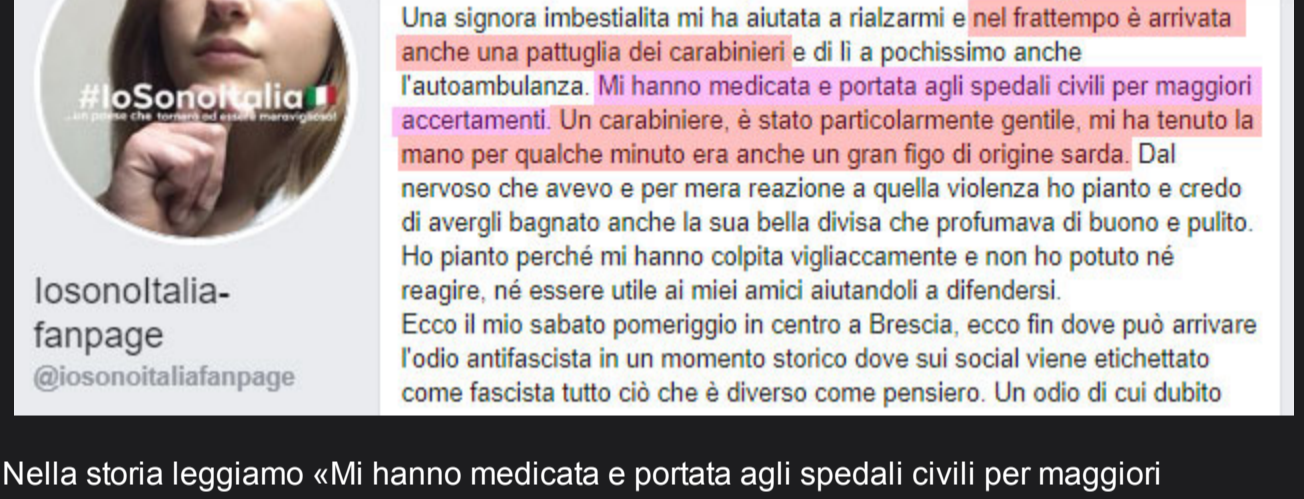 #IoSonoItalia
...un paese che tornerà ad essere meraviglioso!
IosonoItalia-
fanpage
@iosonoitaliafanpage
Una signora imbestialita mi ha aiutata a rialzarmi e nel frattempo è arrivata
anche una pattuglia dei carabinieri e di lì a pochissimo anche
l'autoambulanza. Mi hanno medicata e portata agli spedali civili per maggiori
accertamenti. Un carabiniere, è stato particolarmente gentile, mi ha tenuto la
mano per qualche minuto era anche un gran figo di origine sarda. Dal
nervoso che avevo e per mera reazione a quella violenza ho pianto e credo
di avergli bagnato anche la sua bella divisa che profumava di buono e pulito.
Ho pianto perché mi hanno colpita vigliaccamente e non ho potuto né
reagire, né essere utile ai miei amici aiutandoli a difendersi.
Ecco il mio sabato pomeriggio in centro a Brescia, ecco fin dove può arrivare
l'odio antifascista in un momento storico dove sui social viene etichettato
come fascista tutto ciò che è diverso come pensiero. Un odio di cui dubito
Nella storia leggiamo «Mi hanno medicata e portata agli spedali civili per maggiori